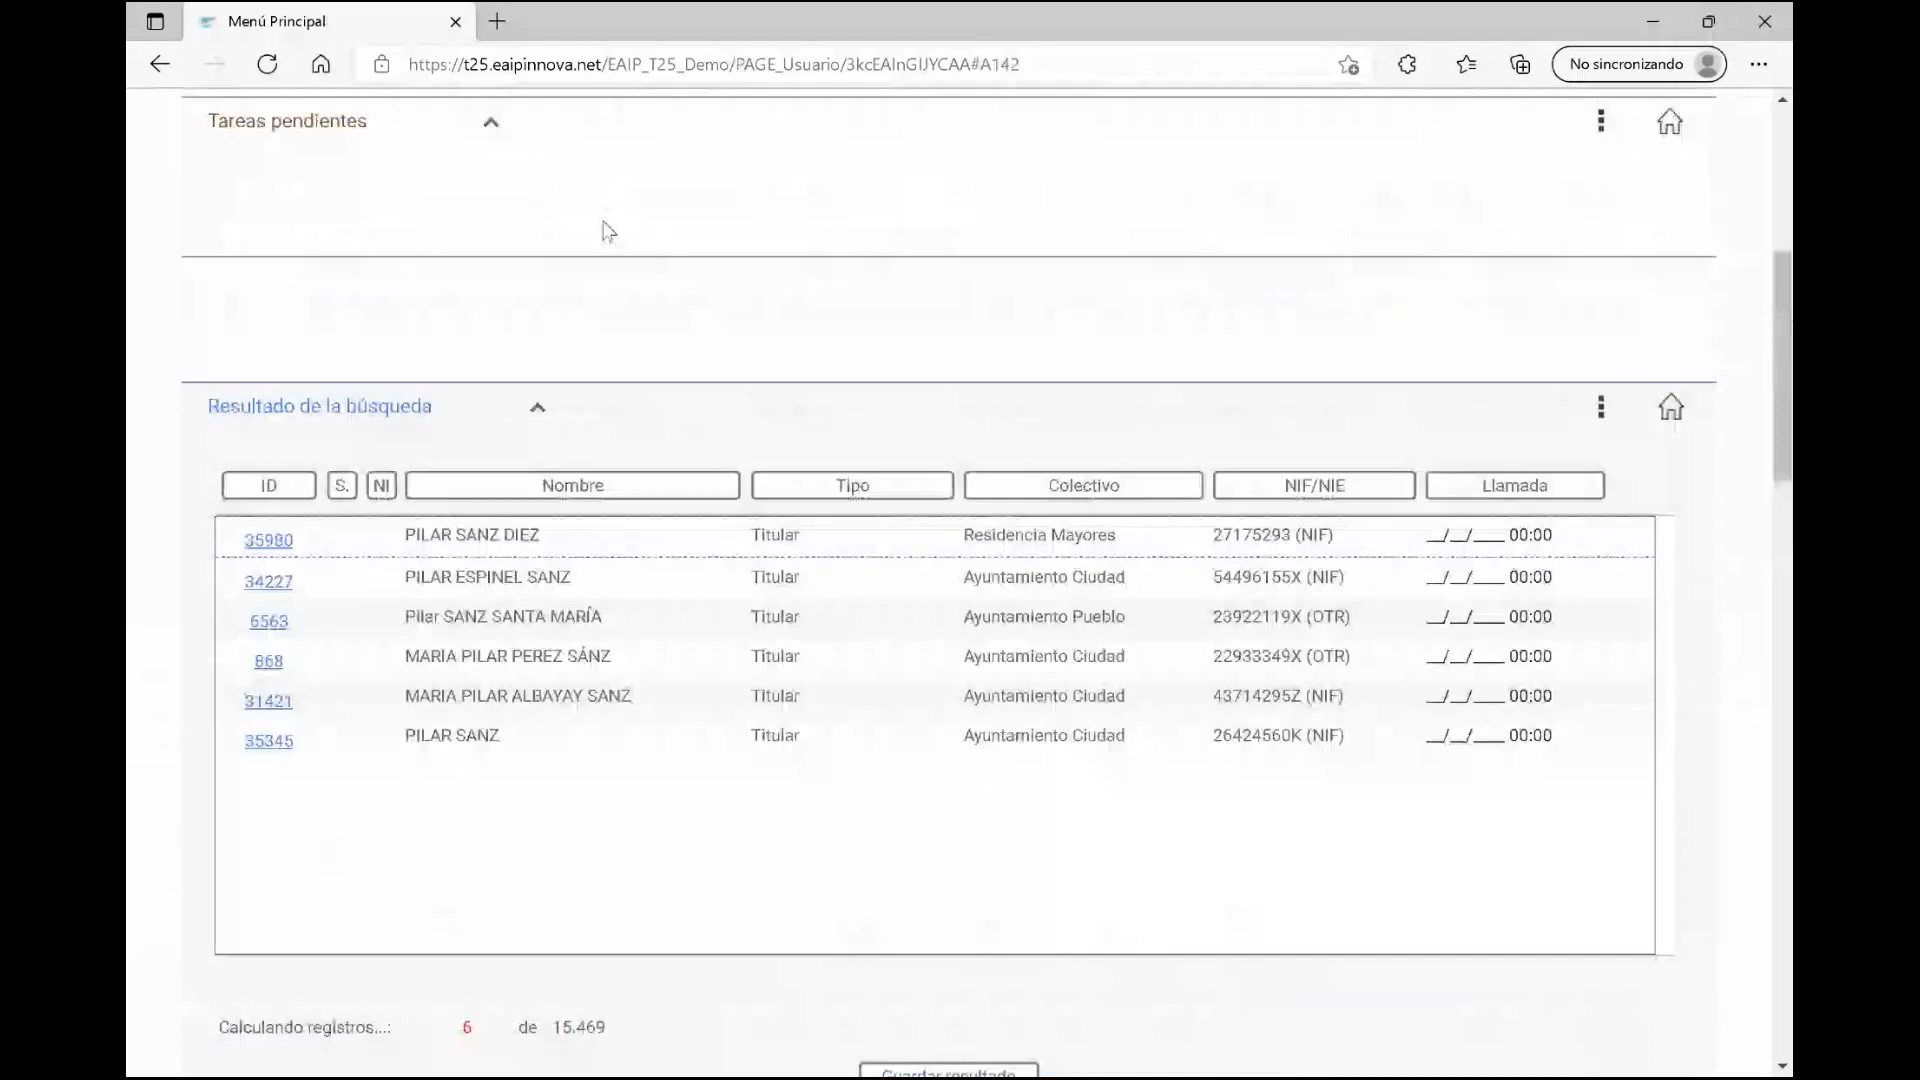 Menú Principal
https://t25.eaipinnova.net/EAIP_T25_Demo/PAGE_Usuario/3kcEAInGIJYCAA#A142
No sincronizando
Tareas pendientes
Resultado de la búsqueda
ID S. NI Nombre Tipo Colectivo NIF/NIE Llamada
35980 PILAR SANZ DIEZ Titular Residencia Mayores 27175293 (NIF) __/__/____ 00:00
34227 PILAR ESPINEL SANZ Titular Ayuntamiento Ciudad 54496155X (NIF) __/__/____ 00:00
6563 Pilar SANZ SANTA MARÍA Titular Ayuntamiento Pueblo 23922119X (OTR) __/__/____ 00:00
868 MARIA PILAR PEREZ SÁNZ Titular Ayuntamiento Ciudad 22933349X (OTR) __/__/____ 00:00
31421 MARIA PILAR ALBAYAY SANZ Titular Ayuntamiento Ciudad 43714295Z (NIF) __/__/____ 00:00
35345 PILAR SANZ Titular Ayuntamiento Ciudad 26424560K (NIF) __/__/____ 00:00
Calculando registros...: 6 de 15.469
Guardar resultado